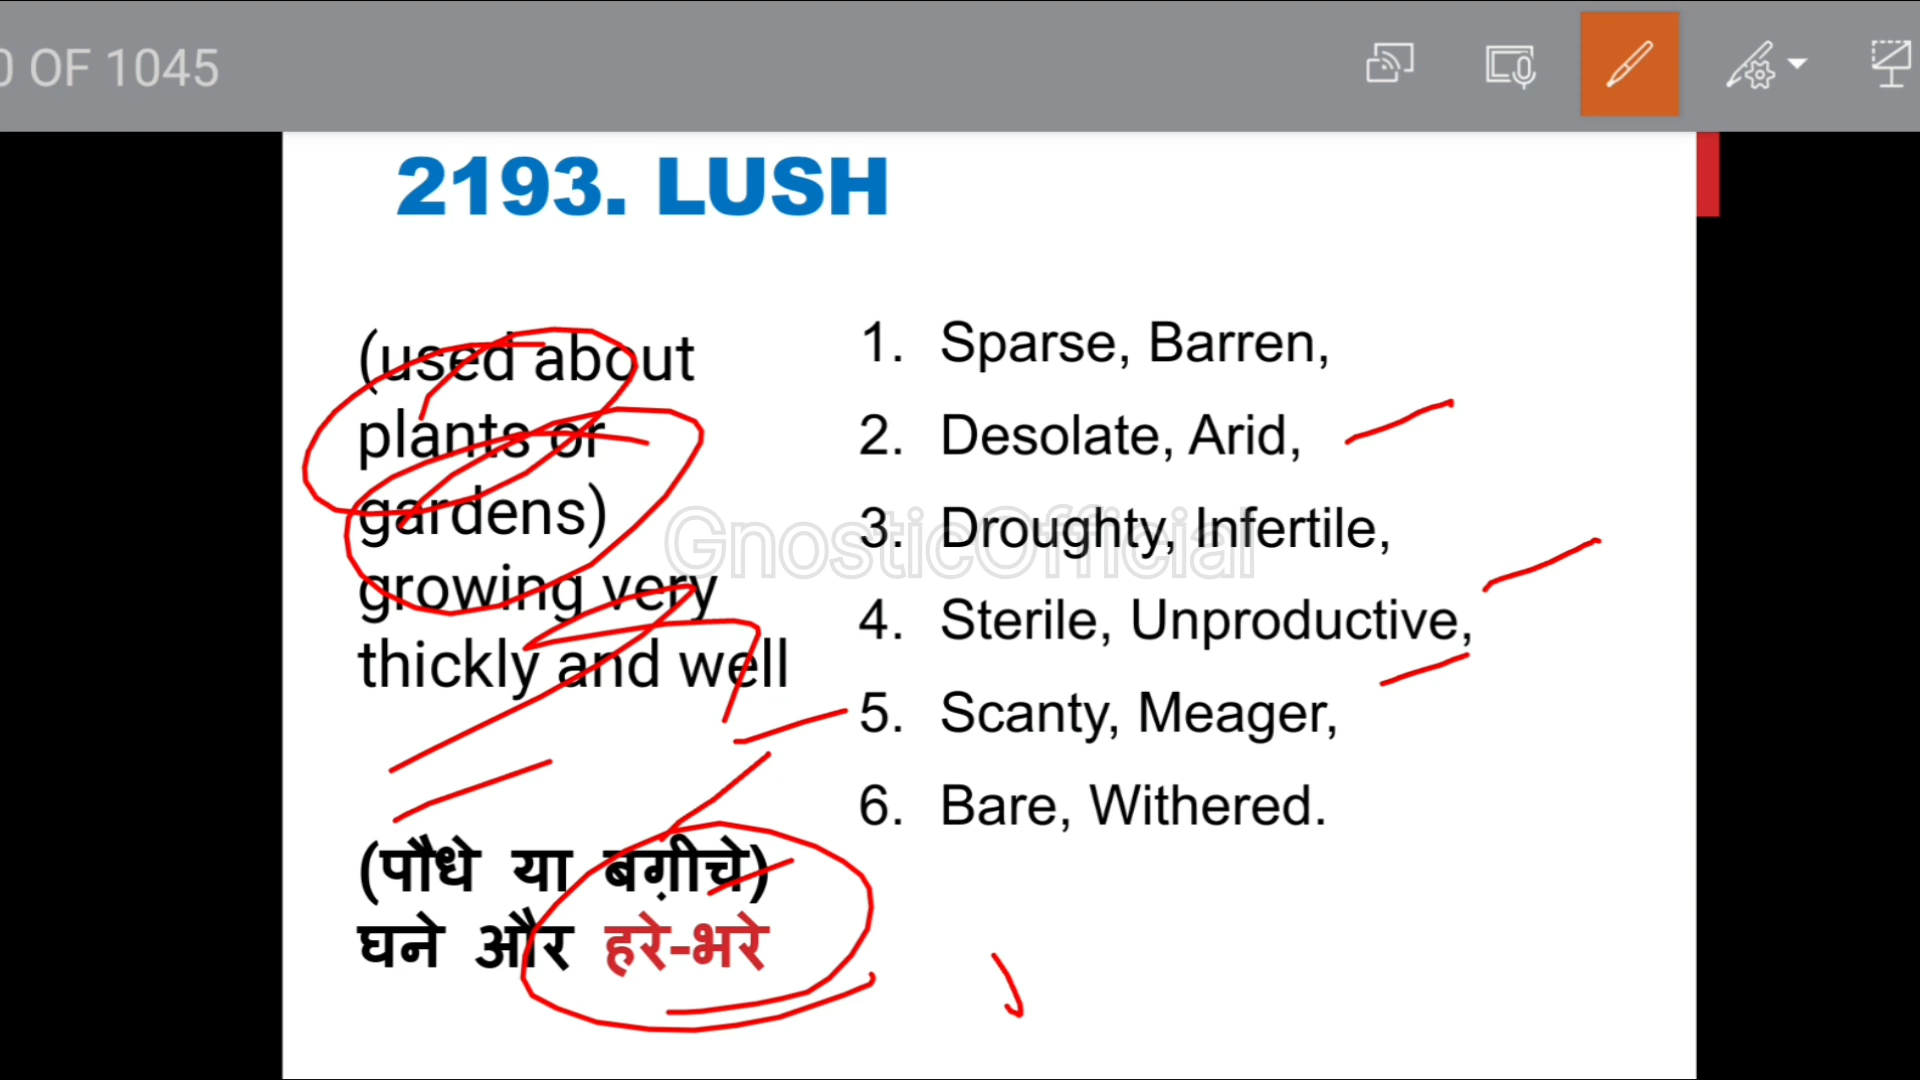 0 OF 1045
2193. LUSH
(used about
plants or
gardens)
growing very
thickly and well
(पौधे या बग़ीचे)
घने और हरे-भरे
1. Sparse, Barren,
2. Desolate, Arid,
3. Droughty, Infertile,
4. Sterile, Unproductive,
5. Scanty, Meager,
6. Bare, Withered.
GnosticOfficial